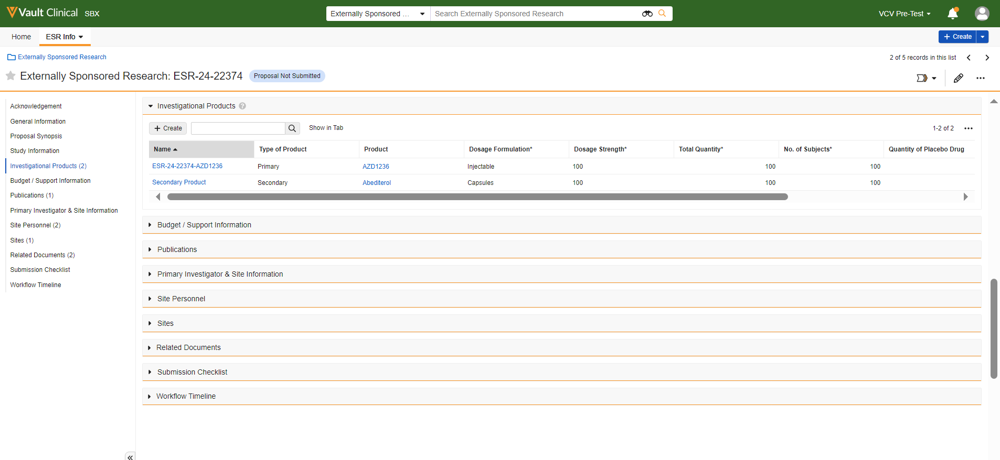 Vault Clinical SBX
Externally Sponsored ...
Search Externally Sponsored Research
VCV Pre-Test
Home
ESR Info
+ Create
Externally Sponsored Research
2 of 5 records in this list
Externally Sponsored Research: ESR-24-22374
Proposal Not Submitted
Acknowledgement
General Information
Proposal Synopsis
Study Information
Investigational Products (2)
Budget / Support Information
Publications (1)
Primary Investigator & Site Information
Site Personnel (2)
Sites (1)
Related Documents (2)
Submission Checklist
Workflow Timeline
Investigational Products ?
+ Create
Show in Tab
1-2 of 2
Name Type of Product Product Dosage Formulation* Dosage Strength* Total Quantity* No. of Subjects* Quantity of Placebo Drug
ESR-24-22374-AZD1236 Primary AZD1236 Injectable 100 100 100
Secondary Product Secondary Abediterol Capsules 100 100 100
Budget / Support Information
Publications
Primary Investigator & Site Information
Site Personnel
Sites
Related Documents
Submission Checklist
Workflow Timeline